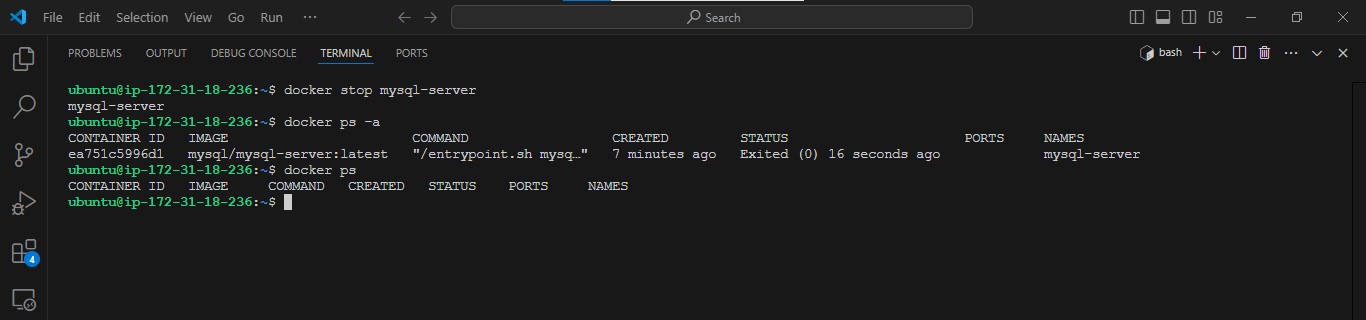 File Edit Selection View Go Run ··· Search
PROBLEMS OUTPUT DEBUG CONSOLE TERMINAL PORTS bash
ubuntu@ip-172-31-18-236:~$ docker stop mysql-server
mysql-server
ubuntu@ip-172-31-18-236:~$ docker ps -a
CONTAINER ID IMAGE COMMAND CREATED STATUS PORTS NAMES
ea751c5996d1 mysql/mysql-server:latest "/entrypoint.sh mysq…" 7 minutes ago Exited (0) 16 seconds ago mysql-server
ubuntu@ip-172-31-18-236:~$ docker ps
CONTAINER ID IMAGE COMMAND CREATED STATUS PORTS NAMES
ubuntu@ip-172-31-18-236:~$
4